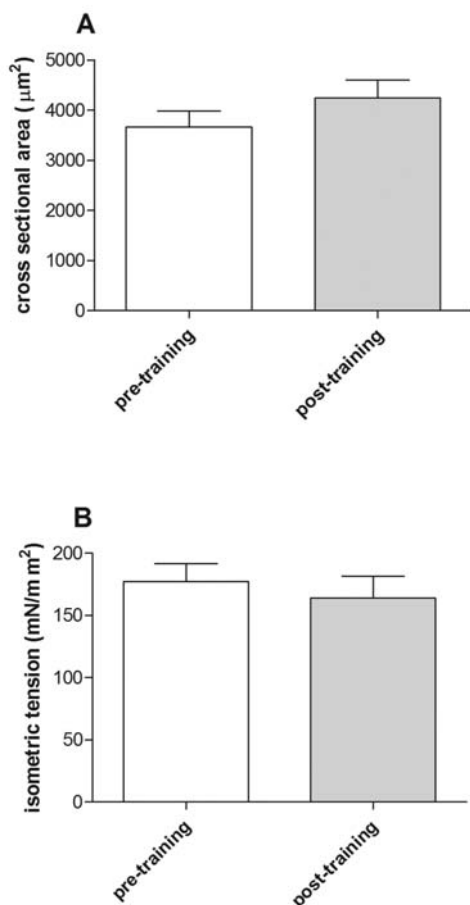 A
cross sectional area ( μm²)
5000
4000
3000
2000
1000
0
pre-training
post-training
B
isometric tension (mN/m m²)
200
150
100
50
0
pre-training
post-training